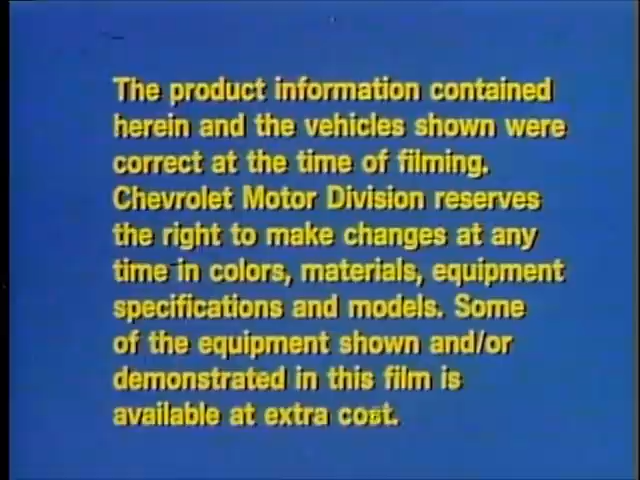 The product information contained
herein and the vehicles shown were
correct at the time of filming.
Chevrolet Motor Division reserves
the right to make changes at any
time in colors, materials, equipment
specifications and models. Some
of the equipment shown and/or
demonstrated in this film is
available at extra cost.